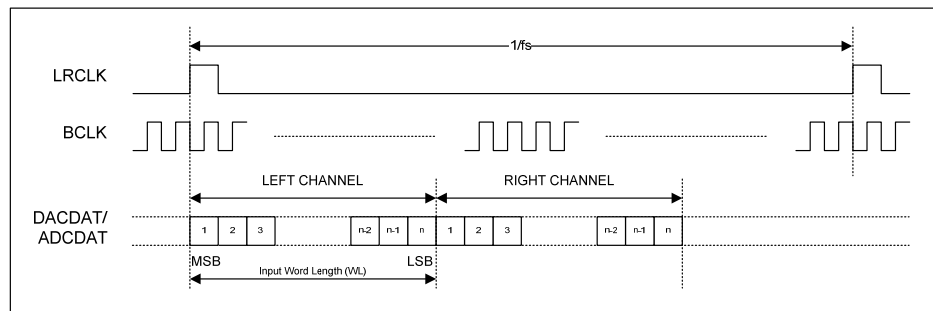 1/fs
LRCLK
BCLK
LEFT CHANNEL RIGHT CHANNEL
DACDAT/
ADCDAT
1 2 3 n-2 n-1 n 1 2 3 n-2 n-1 n
MSB LSB
Input Word Length (WL)